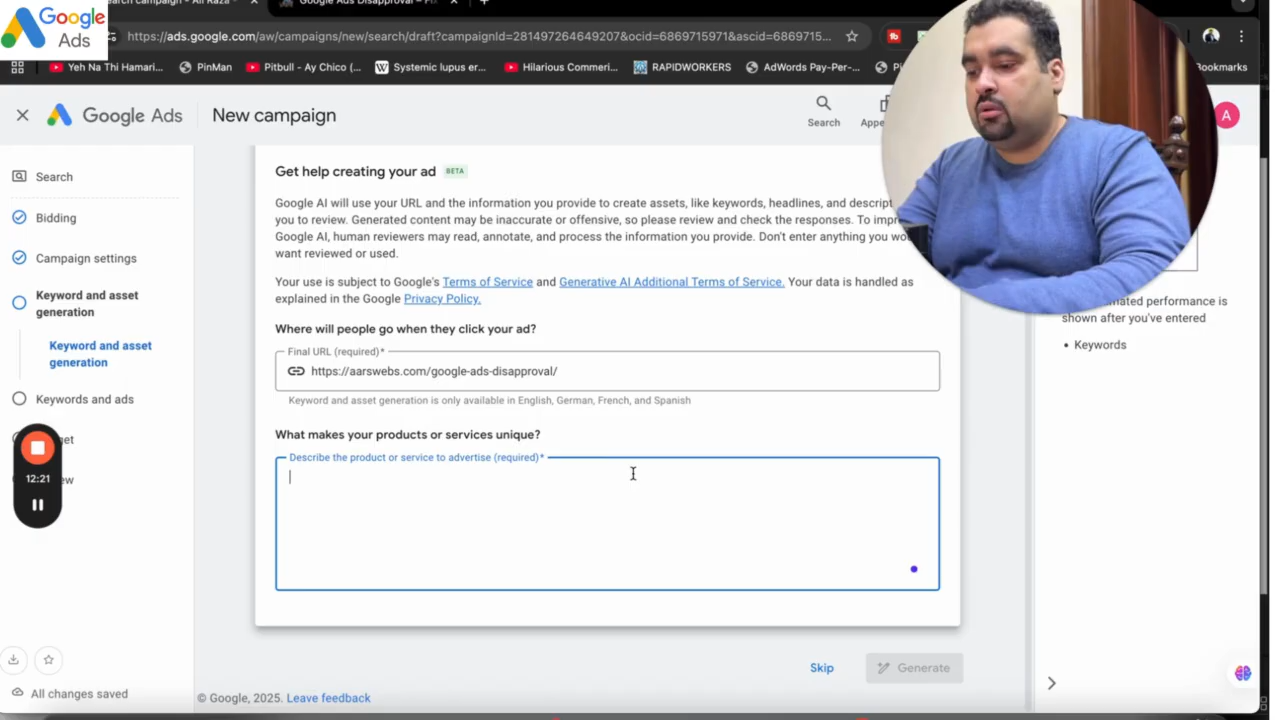 Google
Ads
Google Ads Disapproval – Fix
https://ads.google.com/aw/campaigns/new/search/draft?campaignId=281497264649207&ocid=6869715971&ascid=6869715...
Yeh Na Thi Hamari...
PinMan
Pitbull - Ay Chico (...
W Systemic lupus er...
Hilarious Commeri...
RAPIDWORKERS
AdWords Pay-Per-...
Bookmarks
Google Ads
New campaign
Search
A
Search
Bidding
Campaign settings
Keyword and asset
generation
Keyword and asset
generation
Keywords and ads
12:21
All changes saved
Get help creating your ad BETA
Google AI will use your URL and the information you provide to create assets, like keywords, headlines, and descript
you to review. Generated content may be inaccurate or offensive, so please review and check the responses. To impr
Google AI, human reviewers may read, annotate, and process the information you provide. Don't enter anything you wo
want reviewed or used.
Your use is subject to Google's Terms of Service and Generative AI Additional Terms of Service. Your data is handled as
explained in the Google Privacy Policy.
Where will people go when they click your ad?
Final URL (required)*
https://aarswebs.com/google-ads-disapproval/
Keyword and asset generation is only available in English, German, French, and Spanish
What makes your products or services unique?
Describe the product or service to advertise (required)*
Skip
Generate
© Google, 2025. Leave feedback
performance is
shown after you've entered
• Keywords